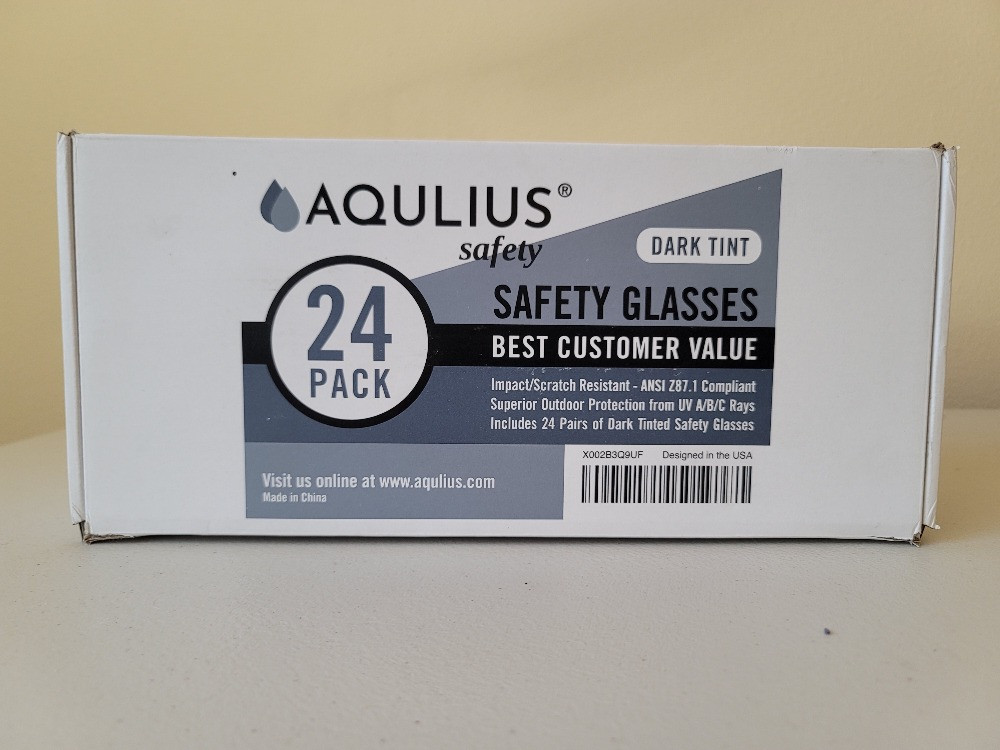 AQULIUS®
safety
DARK TINT
24
PACK
SAFETY GLASSES
BEST CUSTOMER VALUE
Impact/Scratch Resistant - ANSI Z87.1 Compliant
Superior Outdoor Protection from UV A/B/C Rays
Includes 24 Pairs of Dark Tinted Safety Glasses
X002B3Q9UF Designed in the USA
Visit us online at www.aqulius.com
Made in China